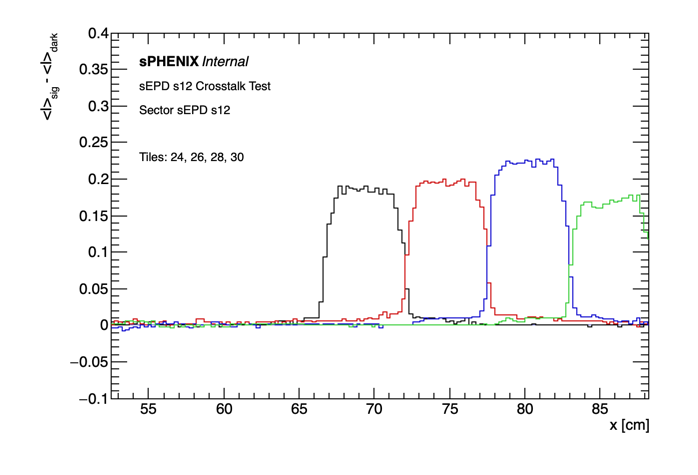 0.4
0.35
0.3
0.25
0.2
0.15
0.1
0.05
0
−0.05
−0.1
<I>sig - <I>dark
sPHENIX Internal
sEPD s12 Crosstalk Test
Sector sEPD s12
Tiles: 24, 26, 28, 30
55 60 65 70 75 80 85
x [cm]